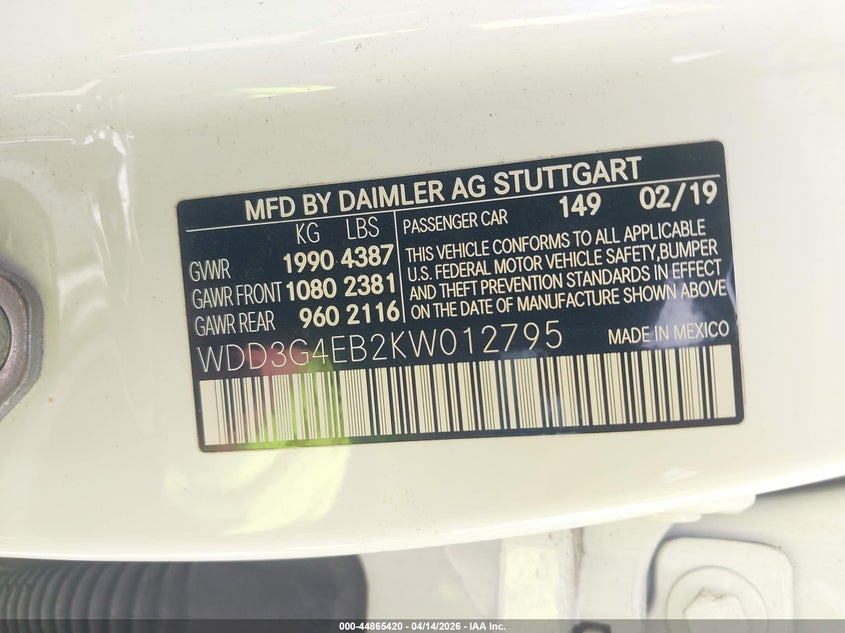 MFD BY DAIMLER AG STUTTGART
KG LBS
GVWR 1990 4387
GAWR FRONT 1080 2381
GAWR REAR 960 2116
PASSENGER CAR 149 02/19
THIS VEHICLE CONFORMS TO ALL APPLICABLE
U.S. FEDERAL MOTOR VEHICLE SAFETY,BUMPER
AND THEFT PREVENTION STANDARDS IN EFFECT
ON THE DATE OF MANUFACTURE SHOWN ABOVE
WDD3G4EB2KW012795
MADE IN MEXICO
000-44865420 - 04/14/2026 - IAA Inc.